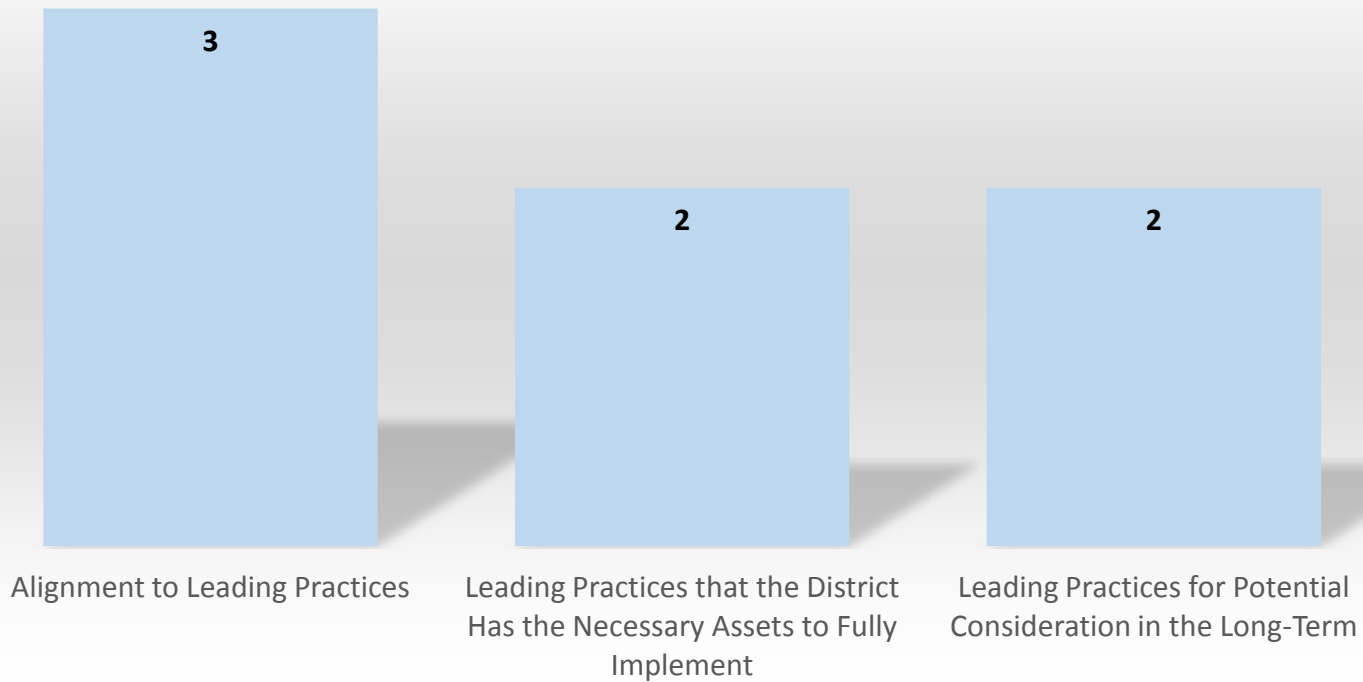 3
2
2
Alignment to Leading Practices
Leading Practices that the District
Has the Necessary Assets to Fully
Implement
Leading Practices for Potential
Consideration in the Long-Term